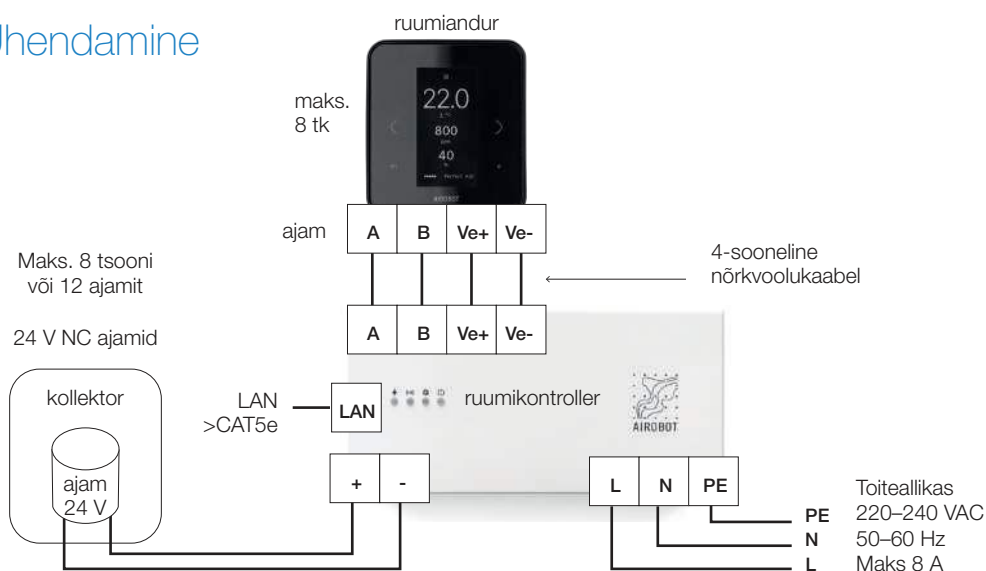 Ühendamine
ruumiandur
maks.
8 tk
22.0
800
40
AIROBOT
ajam
A B Ve+ Ve-
4-sooneline
nõrkvoolukaabel
Maks. 8 tsooni
või 12 ajamit
24 V NC ajamid
A B Ve+ Ve-
kollektor
LAN
>CAT5e
LAN
ruumikontroller
AIROBOT
ajam
24 V
+ -
L N PE
Toiteallikas
PE 220–240 VAC
N 50–60 Hz
L Maks 8 A